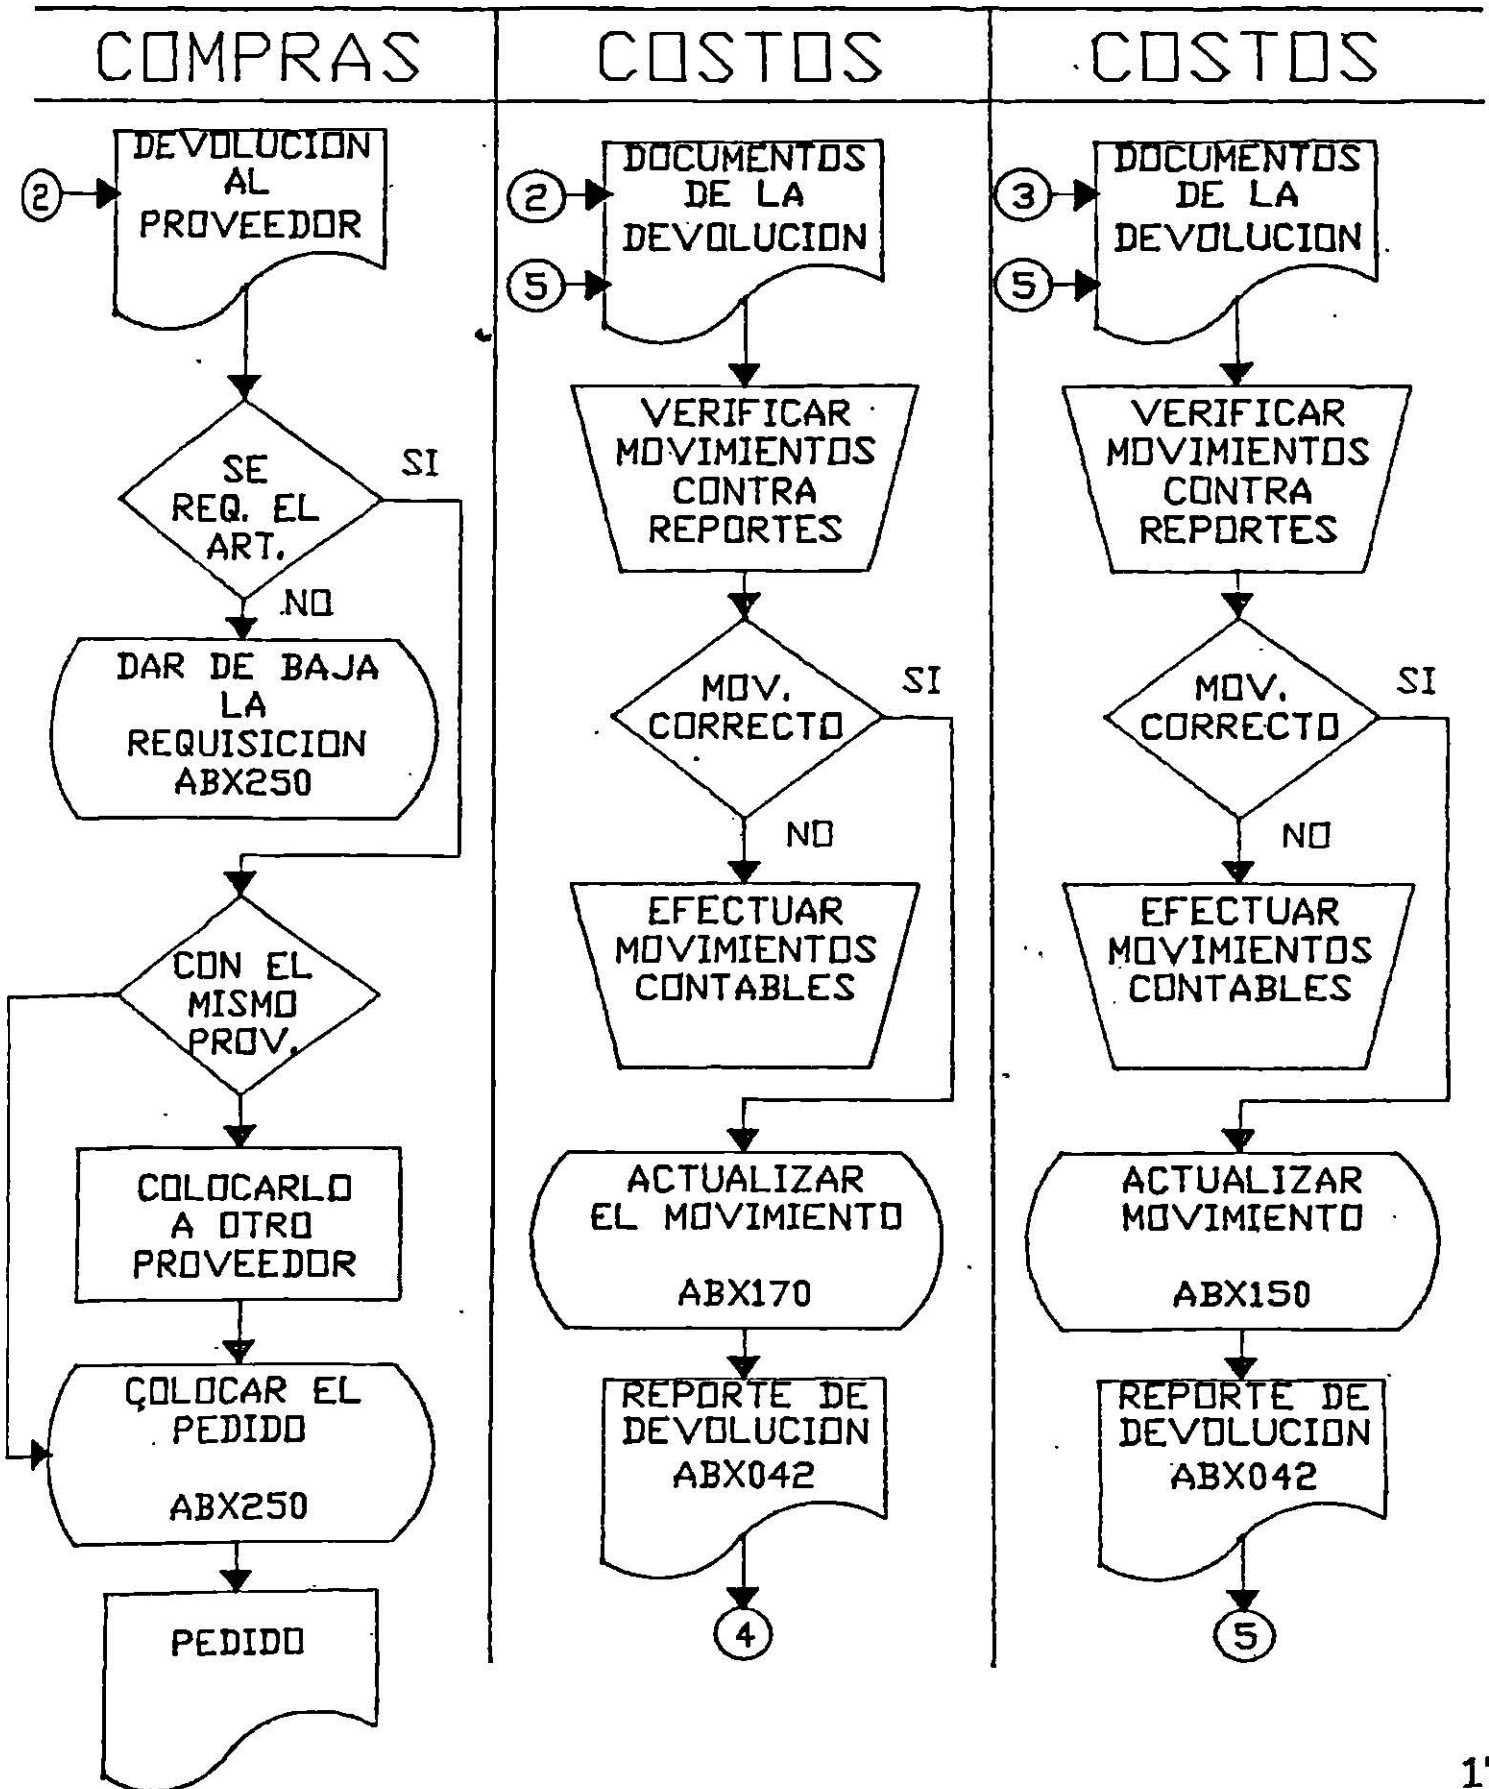 COMPRAS
COSTOS
COSTOS
2
DEVOLUCION
AL
PROVEEDOR
SE
REQ. EL
ART.
SI
NO
DAR DE BAJA
LA
REQUISICION
ABX250
CON EL
MISMO
PROV.
COLOCARLO
A OTRO
PROVEEDOR
COLOCAR EL
PEDIDO
ABX250
PEDIDO
2
5
DOCUMENTOS
DE LA
DEVOLUCION
VERIFICAR
MOVIMIENTOS
CONTRA
REPORTES
MOV.
CORRECTO
SI
NO
EFECTUAR
MOVIMIENTOS
CONTABLES
ACTUALIZAR
EL MOVIMIENTO
ABX170
REPORTE DE
DEVOLUCION
ABX042
4
3
5
DOCUMENTOS
DE LA
DEVOLUCION
VERIFICAR
MOVIMIENTOS
CONTRA
REPORTES
MOV.
CORRECTO
SI
NO
EFECTUAR
MOVIMIENTOS
CONTABLES
ACTUALIZAR
MOVIMIENTO
ABX150
REPORTE DE
DEVOLUCION
ABX042
5